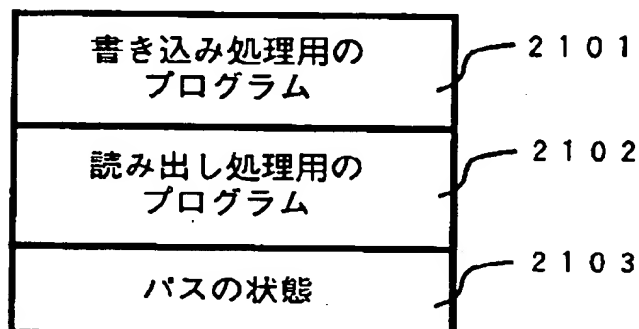 書き込み処理用の
プログラム
2101
読み出し処理用の
プログラム
2102
パスの状態
2103